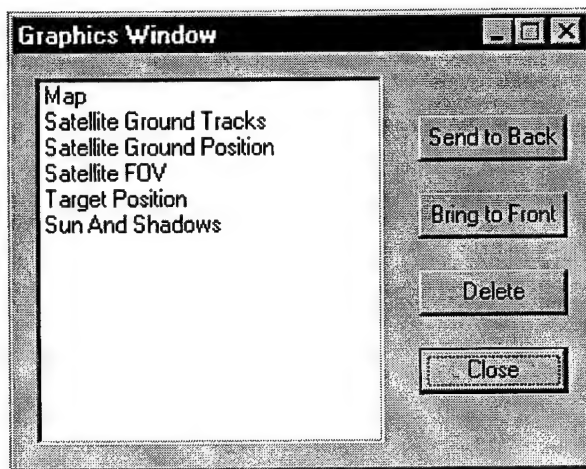 Graphics Window
Map
Satellite Ground Tracks
Satellite Ground Position
Satellite FOV
Target Position
Sun And Shadows
Send to Back
Bring to Front
Delete
Close